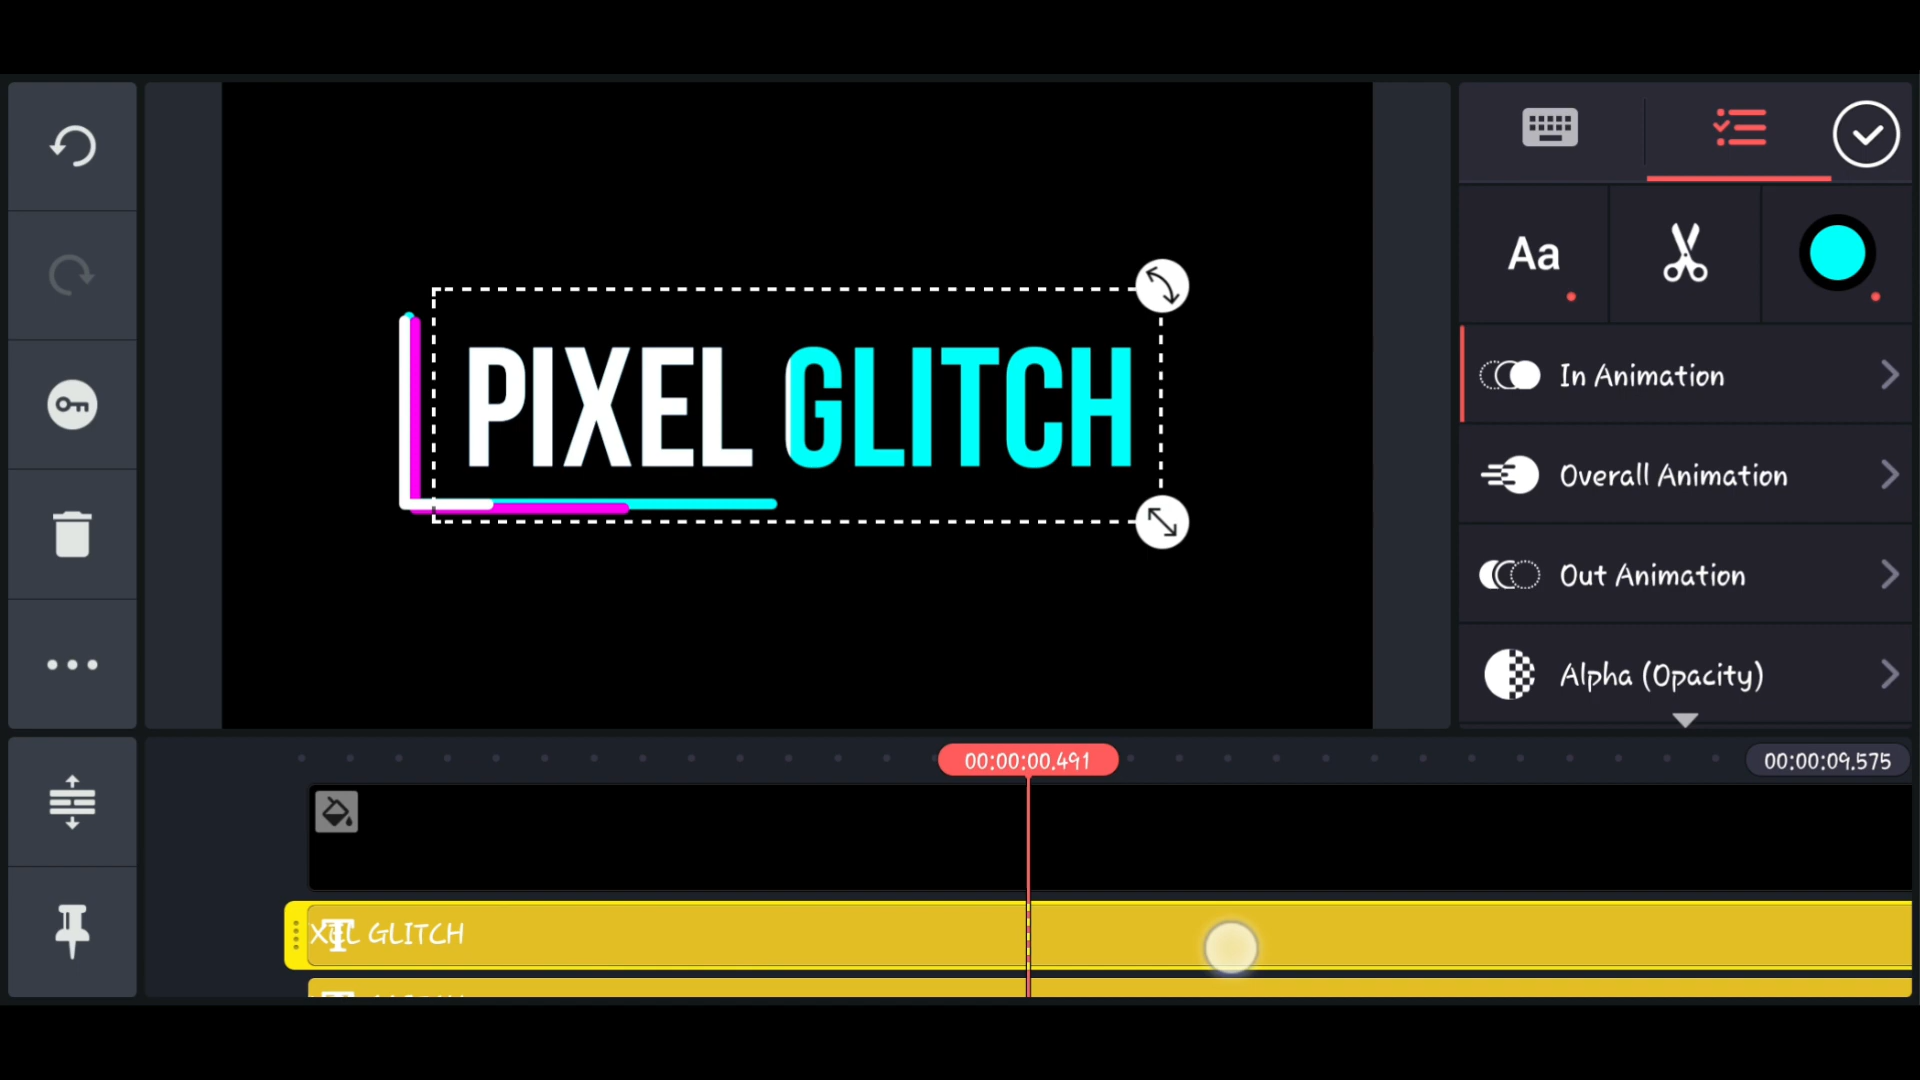 PIXEL GLITCH
Aa
In Animation
Overall Animation
Out Animation
Alpha (Opacity)
00:00:00.491
00:00:09.575
XEL GLITCH